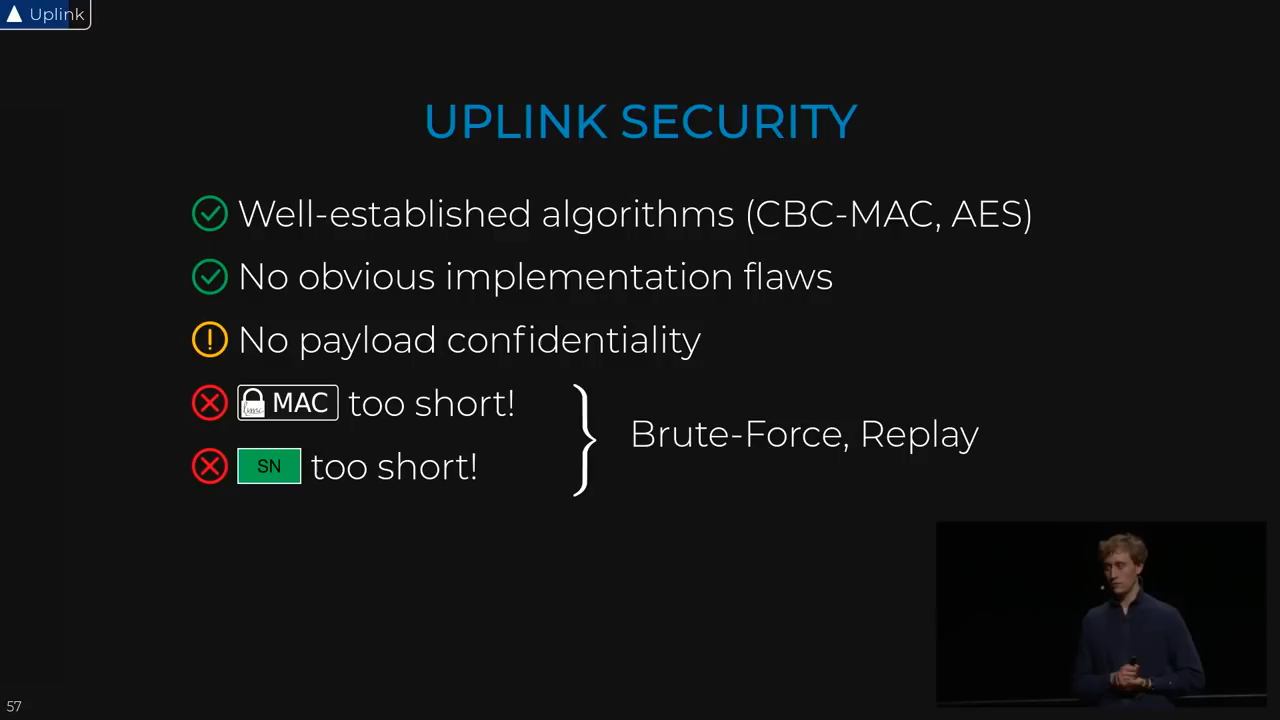 Uplink
UPLINK SECURITY
Well-established algorithms (CBC-MAC, AES)
No obvious implementation flaws
No payload confidentiality
MAC too short!
SN too short!
Brute-Force, Replay
57